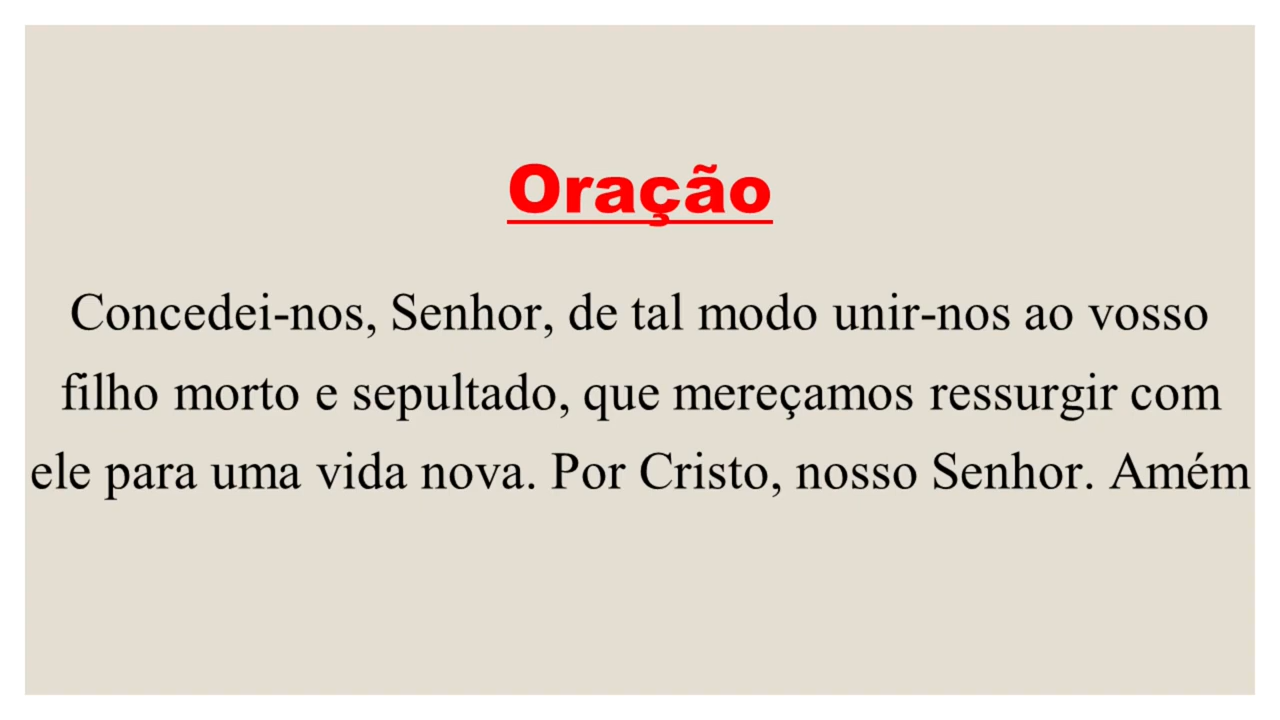 Oração
Concedei-nos, Senhor, de tal modo unir-nos ao vosso
filho morto e sepultado, que mereçamos ressurgir com
ele para uma vida nova. Por Cristo, nosso Senhor. Amém